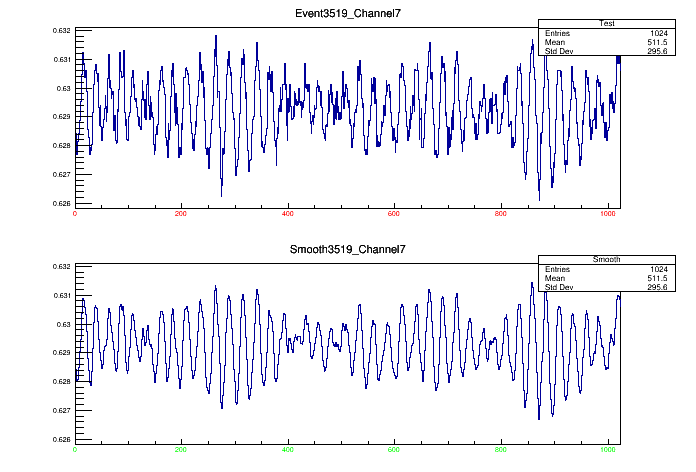 Event3519_Channel7
Test
Entries 1024
Mean 511.5
Std Dev 295.6
0.632
0.631
0.63
0.629
0.628
0.627
0.626
0 200 400 600 800 1000
Smooth3519_Channel7
Smooth
Entries 1024
Mean 511.5
Std Dev 295.6
0.632
0.631
0.63
0.629
0.628
0.627
0.626
0 200 400 600 800 1000